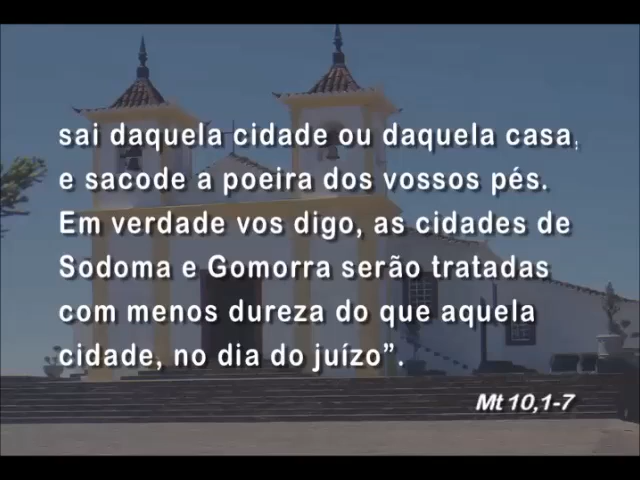 sai daquela cidade ou daquela casa,
e sacode a poeira dos vossos pés.
Em verdade vos digo, as cidades de
Sodoma e Gomorra serão tratadas
com menos dureza do que aquela
cidade, no dia do juízo”.
Mt 10,1-7